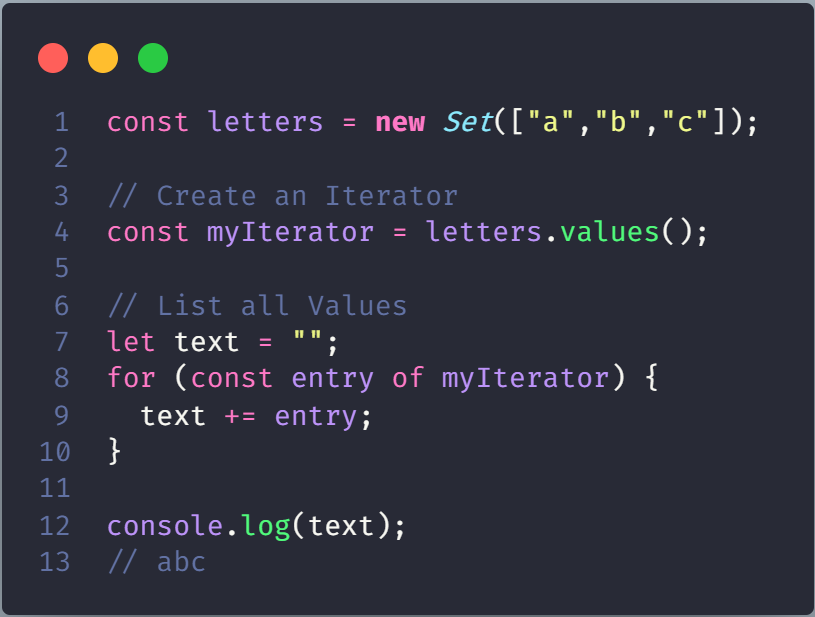 1 const letters = new Set(["a","b","c"]);
2
3 // Create an Iterator
4 const myIterator = letters.values();
5
6 // List all Values
7 let text = "";
8 for (const entry of myIterator) {
9   text += entry;
10 }
11
12 console.log(text);
13 // abc